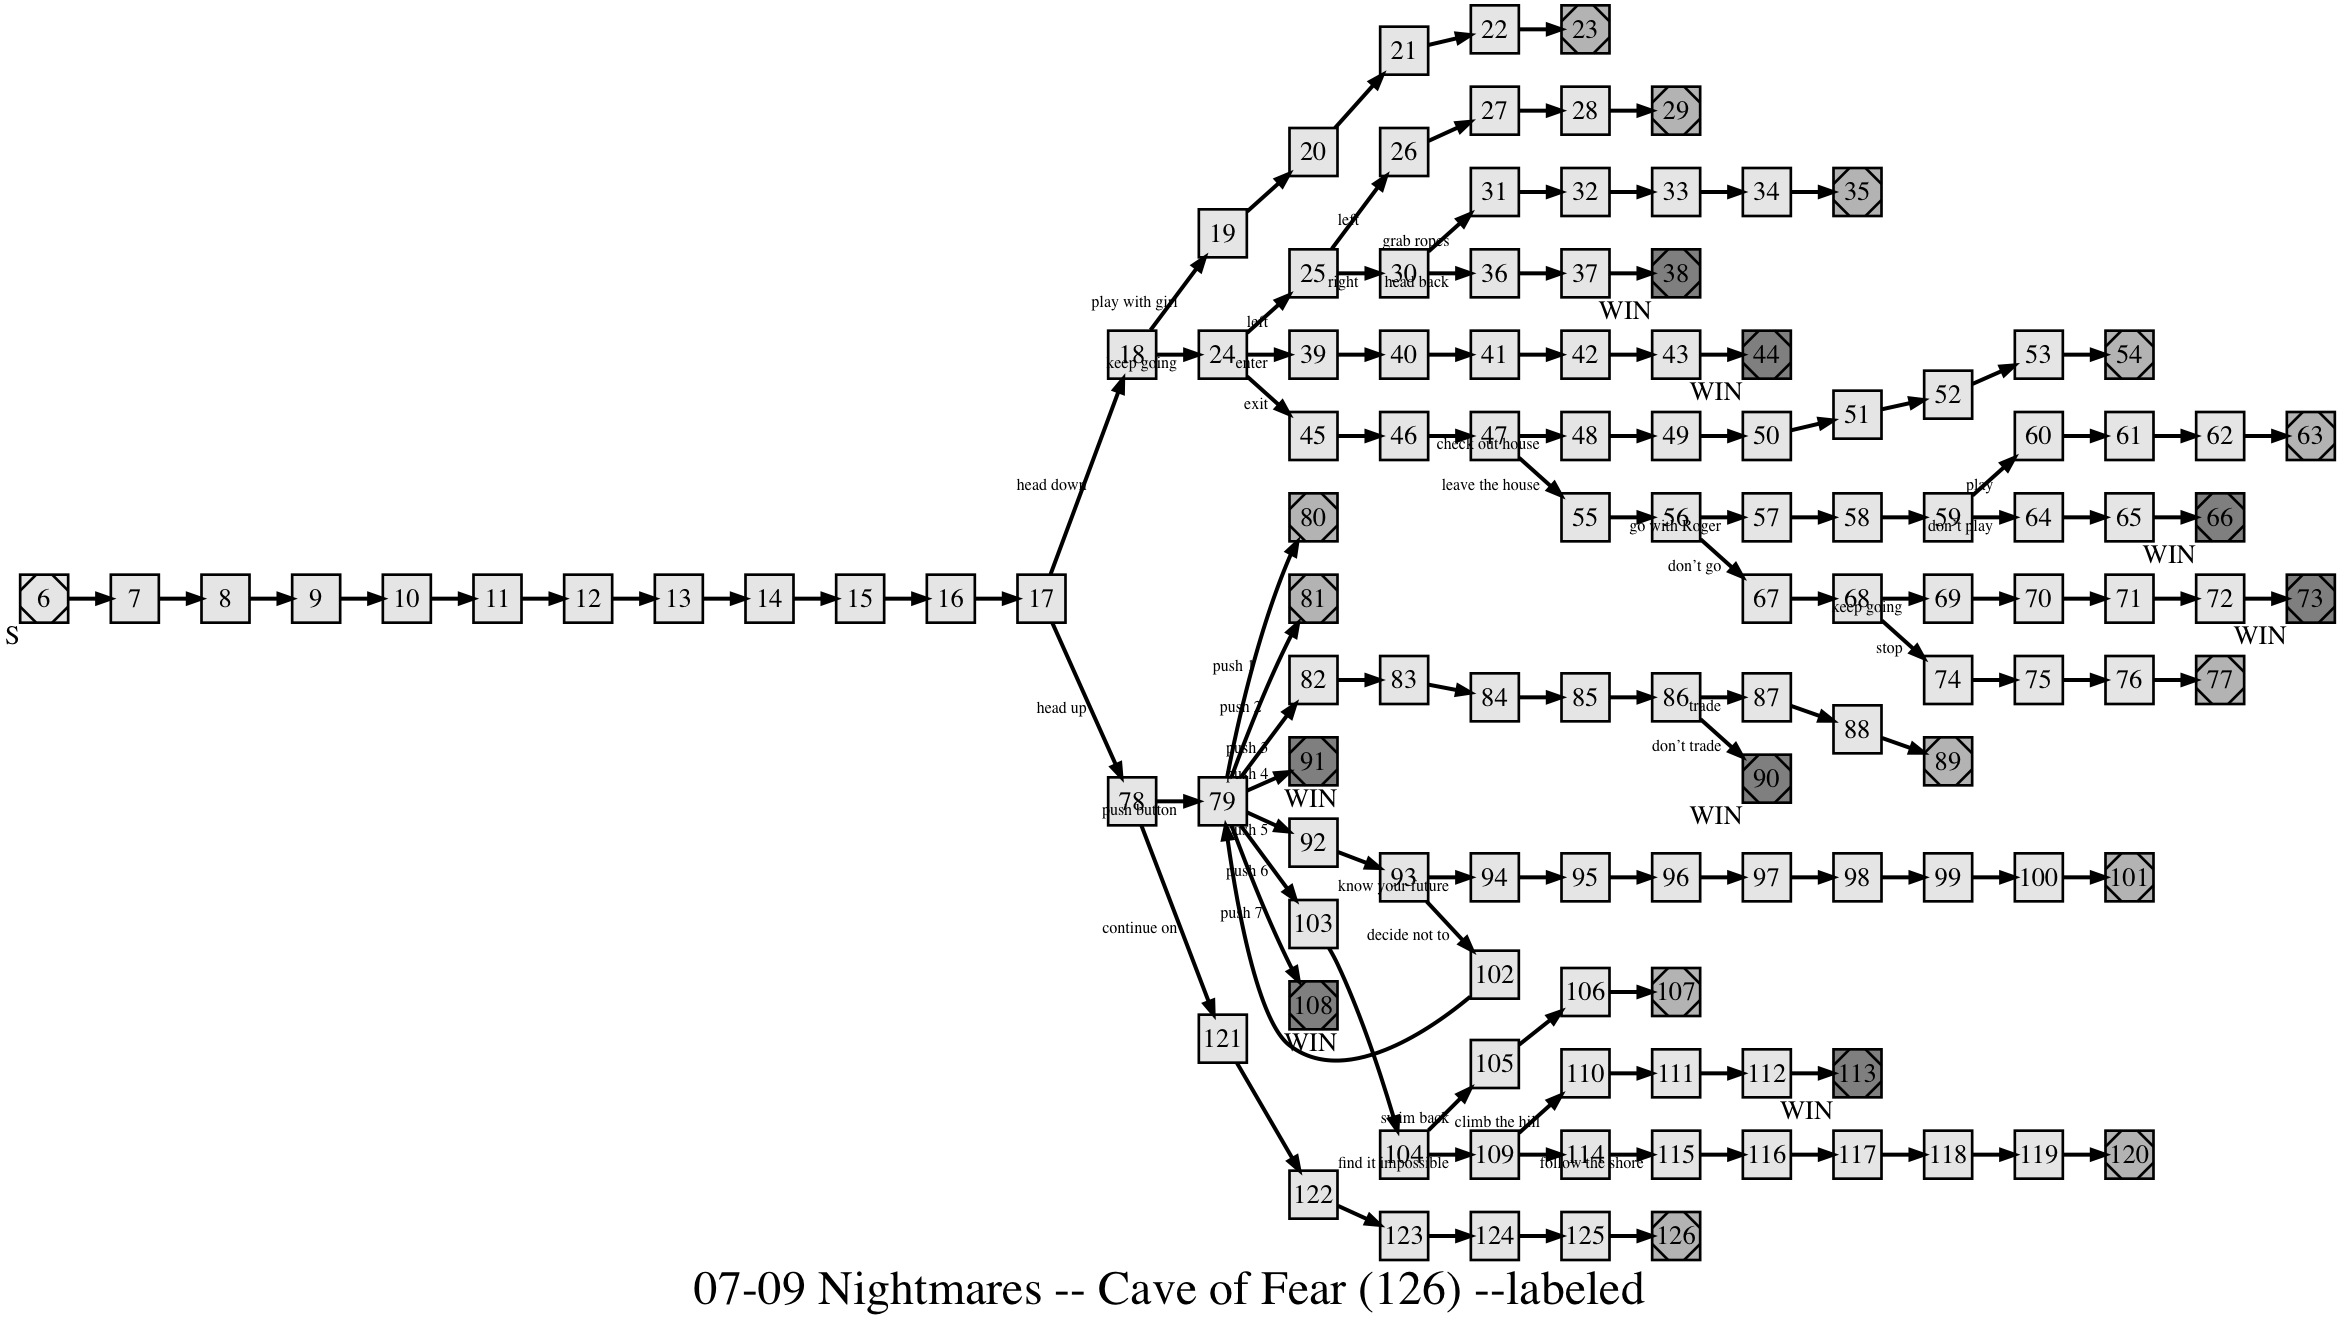 22 23
21
27 28 29
20 26
31 32 33 34 35
left
19 grab ropes
25 30 36 37 38
right head back
play with girl WIN
left
18 24 39 40 41 42 43 44 53 54
keep going enter
WIN 52
exit 51
45 46 47 48 49 50 60 61 62 63
check out house
head down leave the house play
80 55 56 57 58 59 64 65 66
go with Roger don't play
WIN
don't go
6 7 8 9 10 11 12 13 14 15 16 17 81 67 68 69 70 71 72 73
keep going
S WIN
stop
push 1
82 83 74 75 76 77
84 85 86 87
head up push 2 trade
88
push 3 don't trade
91 89
push 4 90
78 79 WIN
push button WIN
push 5
92
push 6 93 94 95 96 97 98 99 100 101
know your future
push 7
continue on 103 decide not to
102
106 107
108
121 WIN
105
110 111 112 113
swim back climb the hill WIN
104 109 114 115 116 117 118 119 120
find it impossible follow the shore
122
123 124 125 126
07-09 Nightmares -- Cave of Fear (126) --labeled